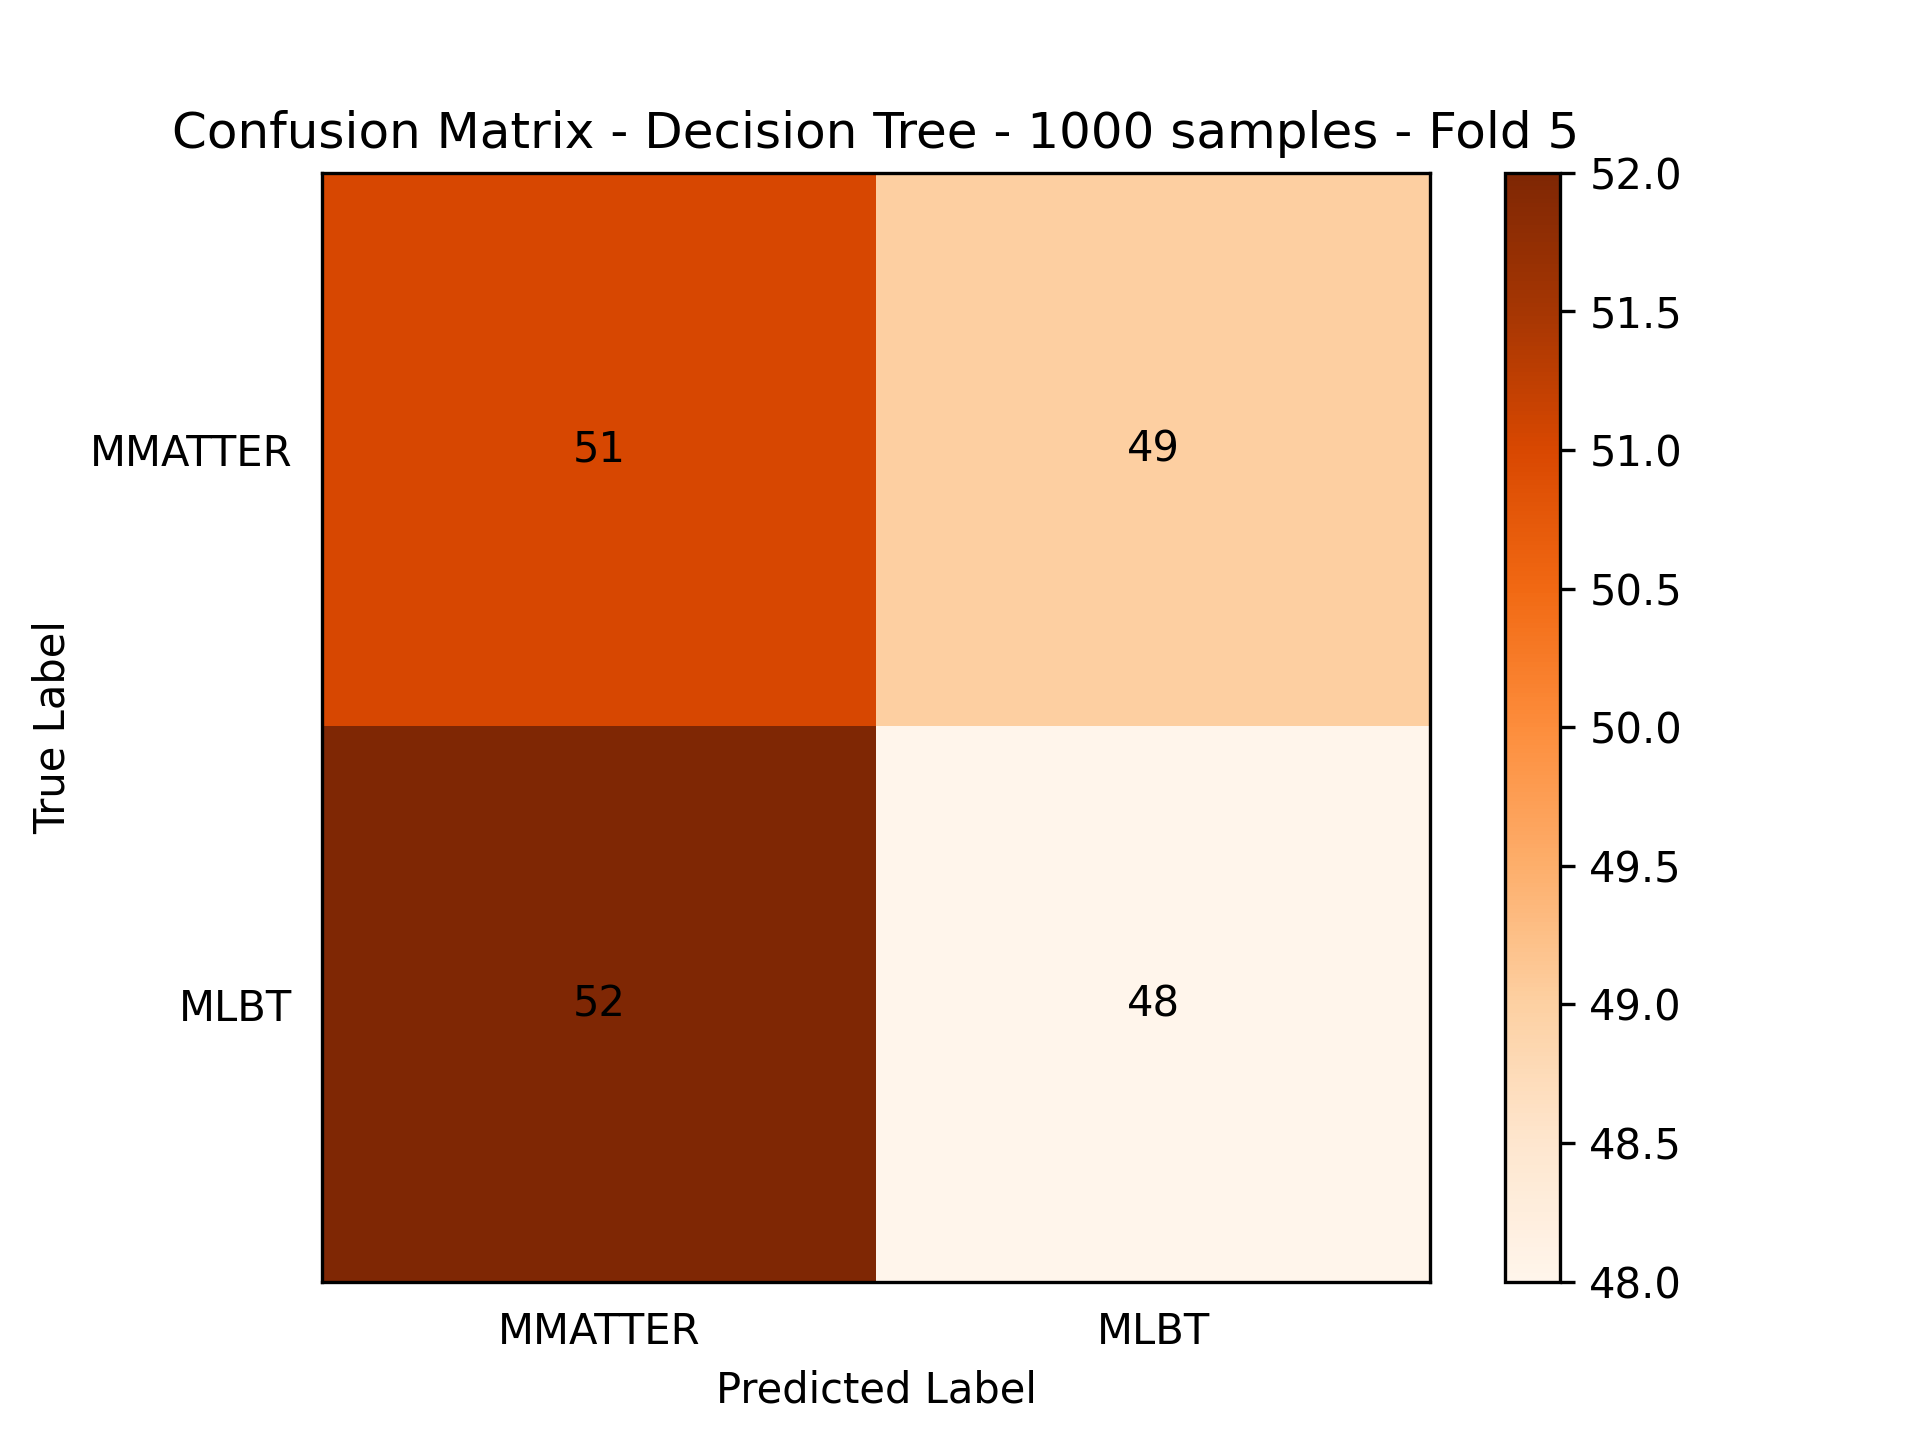 Confusion Matrix - Decision Tree - 1000 samples - Fold 5
52.0
51.5
MMATTER
51
49
51.0
50.5
True Label
50.0
49.5
MLBT
52
48
49.0
48.5
48.0
MMATTER
MLBT
Predicted Label